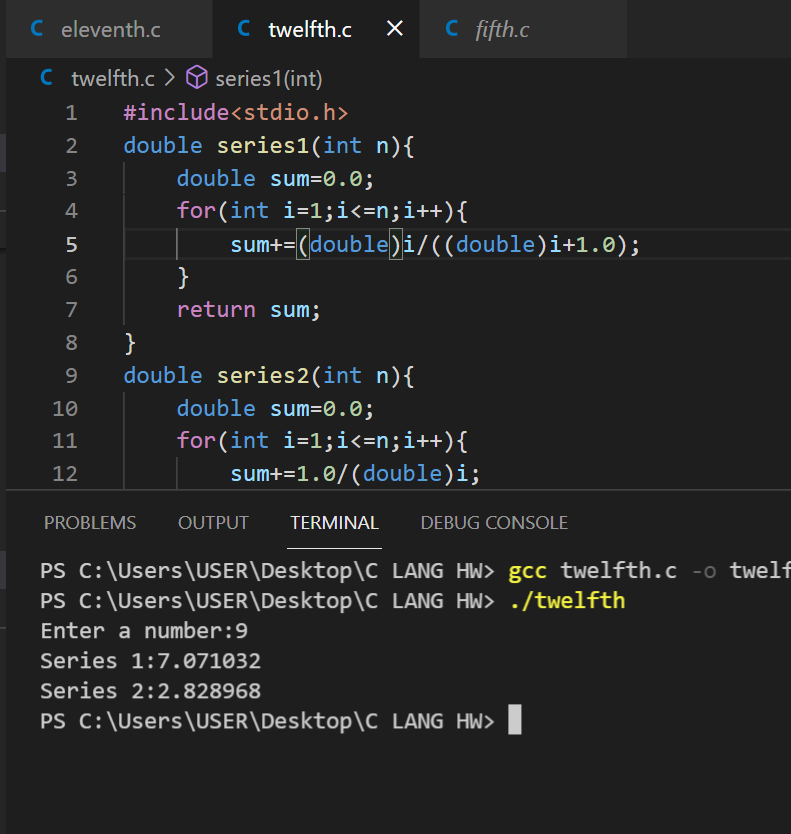 C eleventh.c C twelfth.c × C fifth.c
C twelfth.c > series1(int)
1 #include<stdio.h>
2 double series1(int n){
3 double sum=0.0;
4 for(int i=1;i<=n;i++){
5 sum+=(double)i/((double)i+1.0);
6 }
7 return sum;
8 }
9 double series2(int n){
10 double sum=0.0;
11 for(int i=1;i<=n;i++){
12 sum+=1.0/(double)i;
PROBLEMS OUTPUT TERMINAL DEBUG CONSOLE
PS C:\Users\USER\Desktop\C LANG HW> gcc twelfth.c -o twelf
PS C:\Users\USER\Desktop\C LANG HW> ./twelfth
Enter a number:9
Series 1:7.071032
Series 2:2.828968
PS C:\Users\USER\Desktop\C LANG HW>